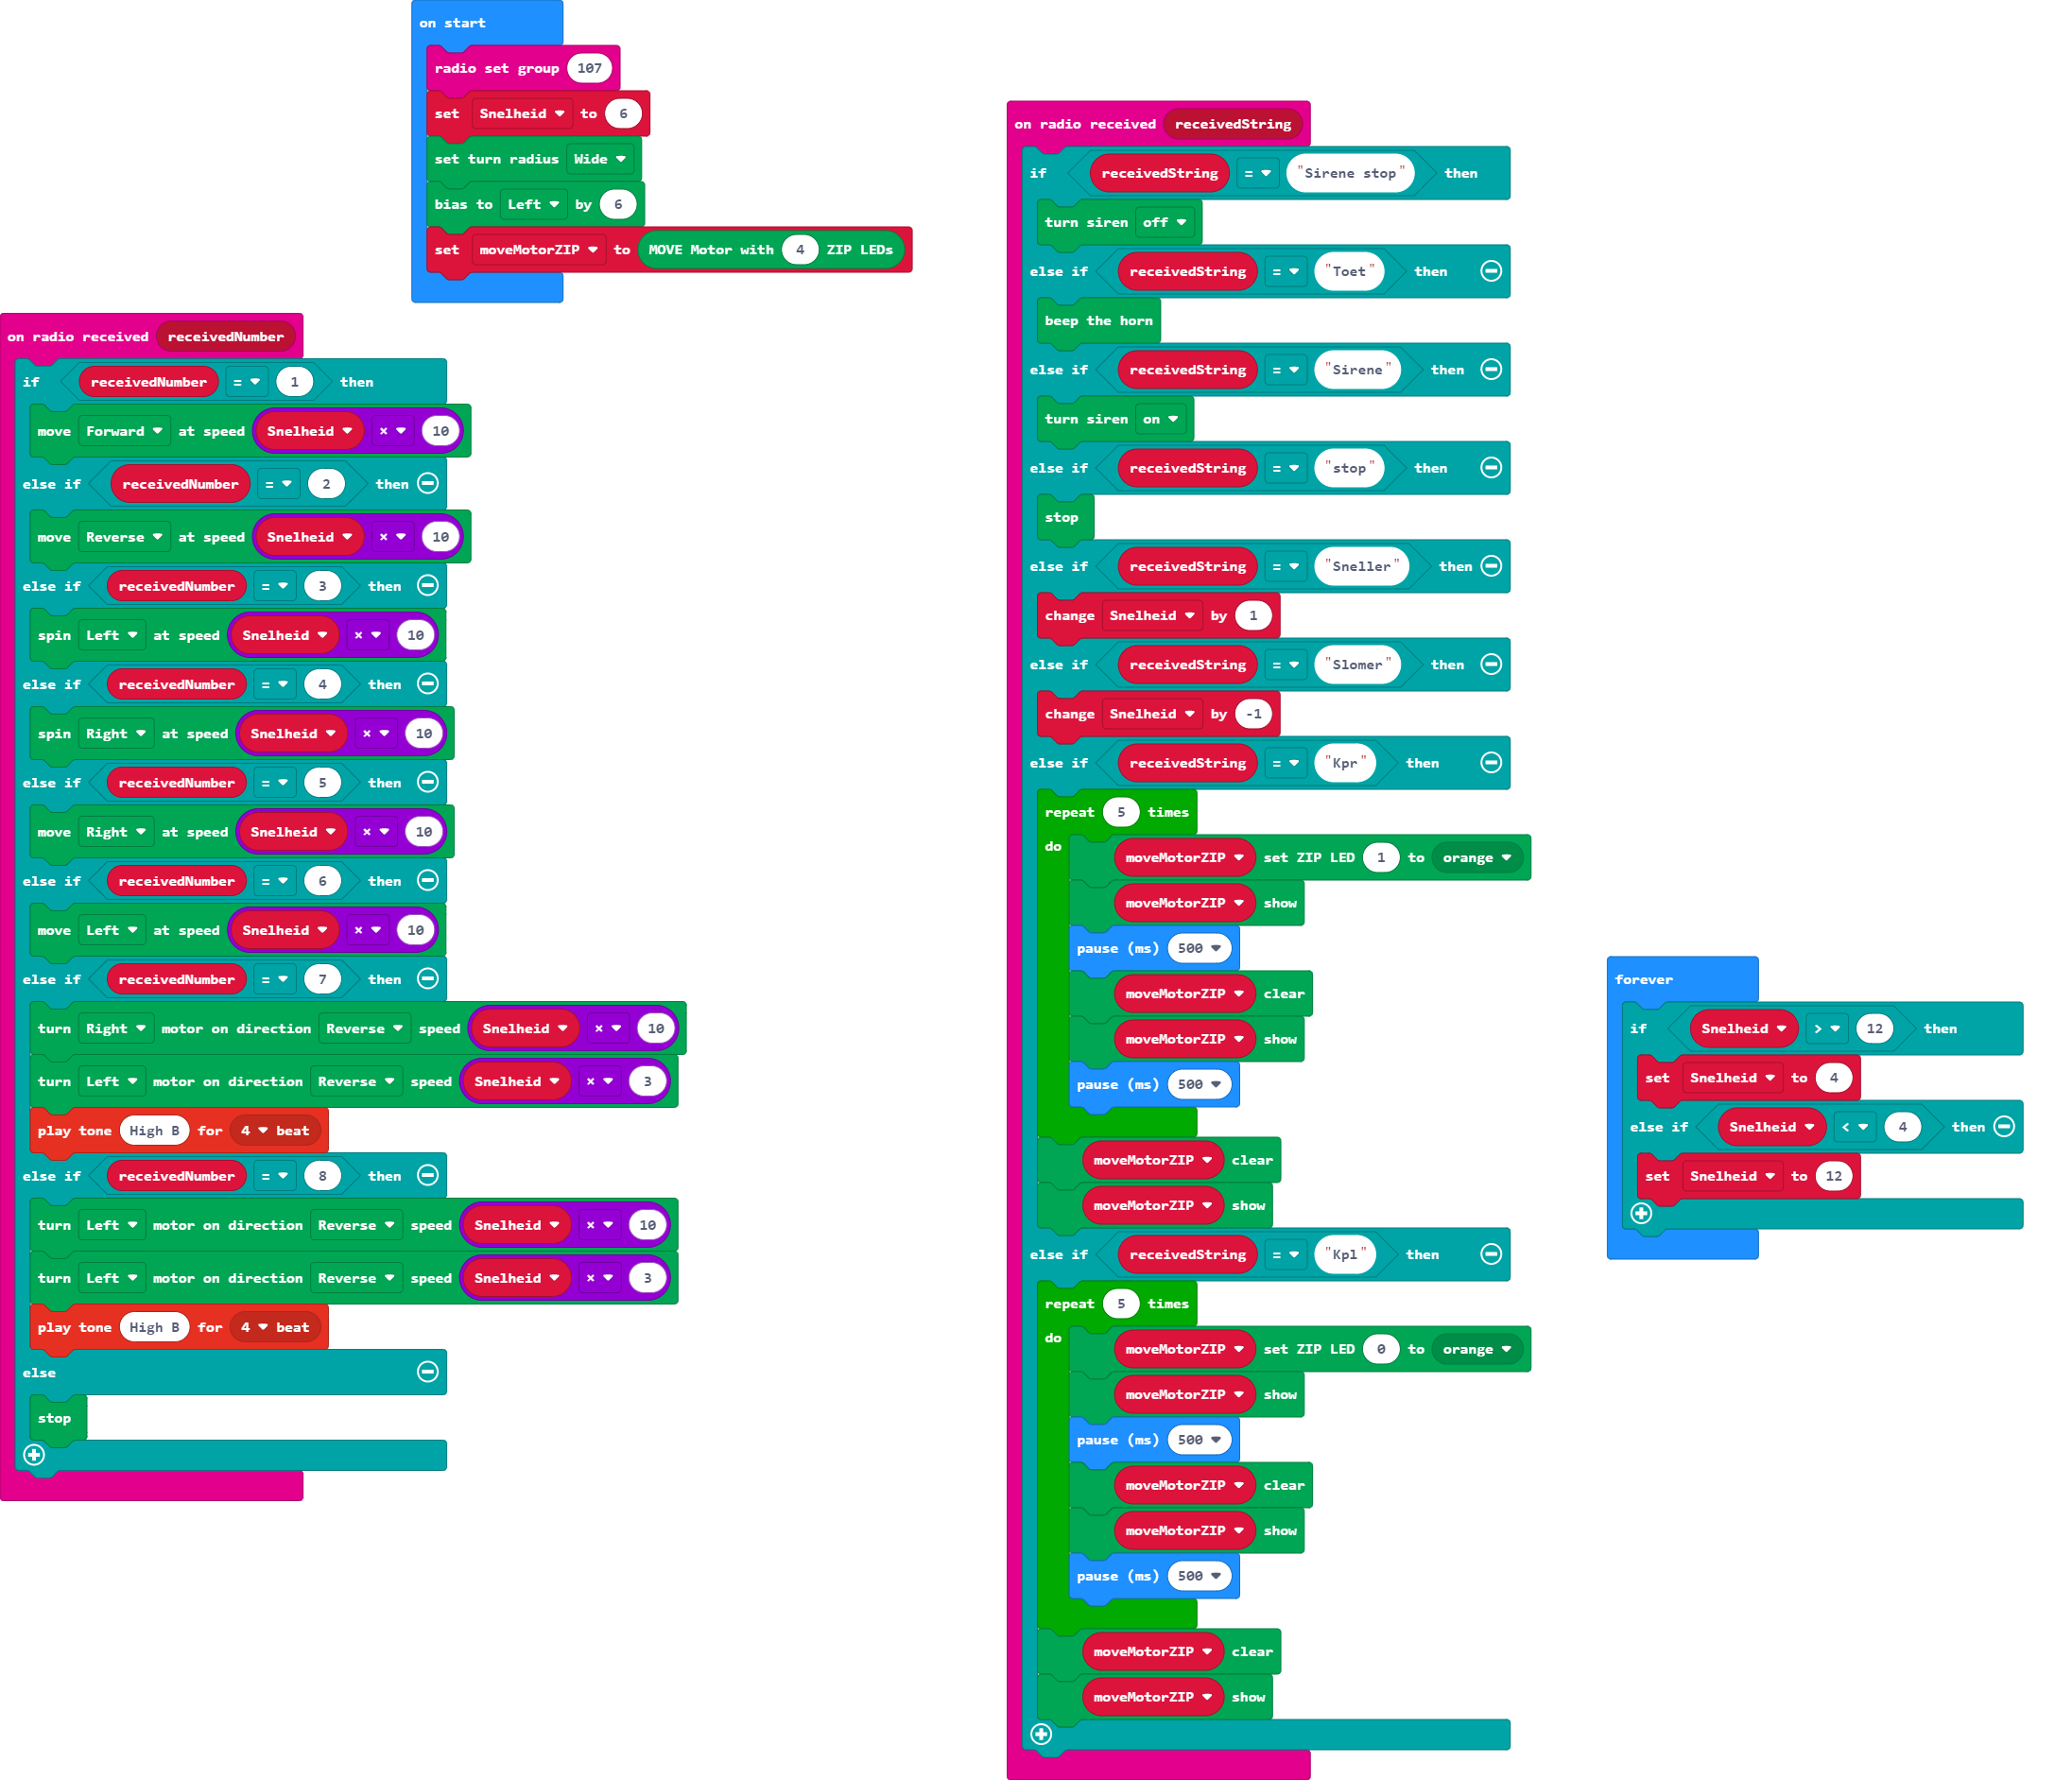 on start
radio set group 107
set Snelheid to 6
set turn radius Wide
bias to Left by 6
set moveMotorZIP to MOVE Motor with 4 ZIP LEDs
on radio received receivedNumber
if receivedNumber = 1 then
move Forward at speed Snelheid × 10
else if receivedNumber = 2 then
move Reverse at speed Snelheid × 10
else if receivedNumber = 3 then
spin Left at speed Snelheid × 10
else if receivedNumber = 4 then
spin Right at speed Snelheid × 10
else if receivedNumber = 5 then
move Right at speed Snelheid × 10
else if receivedNumber = 6 then
move Left at speed Snelheid × 10
else if receivedNumber = 7 then
turn Right motor on direction Reverse speed Snelheid × 10
turn Left motor on direction Reverse speed Snelheid × 3
play tone High B for 4 beat
else if receivedNumber = 8 then
turn Left motor on direction Reverse speed Snelheid × 10
turn Left motor on direction Reverse speed Snelheid × 3
play tone High B for 4 beat
else
stop
on radio received receivedString
if receivedString = "Sirene stop" then
turn siren off
else if receivedString = "Toet" then
beep the horn
else if receivedString = "Sirene" then
turn siren on
else if receivedString = "stop" then
stop
else if receivedString = "Sneller" then
change Snelheid by 1
else if receivedString = "Slomer" then
change Snelheid by -1
else if receivedString = "Kpr" then
repeat 5 times
do moveMotorZIP set ZIP LED 1 to orange
moveMotorZIP show
pause (ms) 500
moveMotorZIP clear
moveMotorZIP show
pause (ms) 500
moveMotorZIP clear
moveMotorZIP show
else if receivedString = "Kpl" then
repeat 5 times
do moveMotorZIP set ZIP LED 0 to orange
moveMotorZIP show
pause (ms) 500
moveMotorZIP clear
moveMotorZIP show
pause (ms) 500
moveMotorZIP clear
moveMotorZIP show
forever
if Snelheid > 12 then
set Snelheid to 4
else if Snelheid < 4 then
set Snelheid to 12